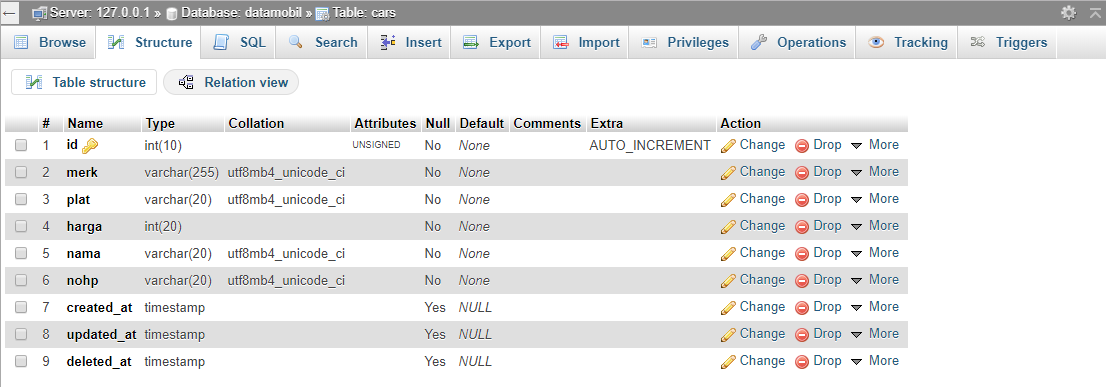 Server: 127.0.0.1 » Database: datamobil » Table: cars
Browse Structure SQL Search Insert Export Import Privileges Operations Tracking Triggers
Table structure Relation view
# Name Type Collation Attributes Null Default Comments Extra Action
1 id int(10) UNSIGNED No None AUTO_INCREMENT Change Drop More
2 merk varchar(255) utf8mb4_unicode_ci No None Change Drop More
3 plat varchar(20) utf8mb4_unicode_ci No None Change Drop More
4 harga int(20) No None Change Drop More
5 nama varchar(20) utf8mb4_unicode_ci No None Change Drop More
6 nohp varchar(20) utf8mb4_unicode_ci No None Change Drop More
7 created_at timestamp Yes NULL Change Drop More
8 updated_at timestamp Yes NULL Change Drop More
9 deleted_at timestamp Yes NULL Change Drop More